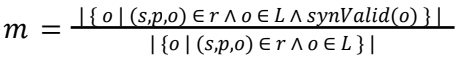 m = | { o | (s,p,o) ∈ r ∧ o ∈ L ∧ synValid(o) } |
| {o | (s,p,o) ∈ r ∧ o ∈ L } |